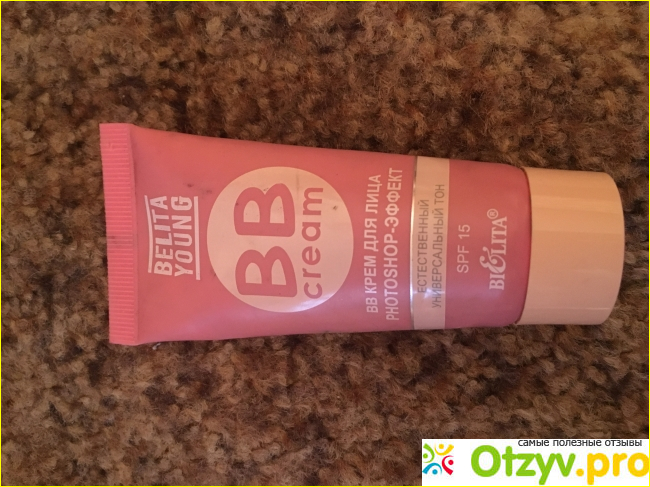 BELITA
YOUNG
BB
cream
BB КРЕМ ДЛЯ ЛИЦА
PHOTOSHOP-ЭФФЕКТ
ЕСТЕСТВЕННЫЙ
УНИВЕРСАЛЬНЫЙ ТОН
SPF 15
BIELITA®
самые полезные отзывы
Otzyv.pro